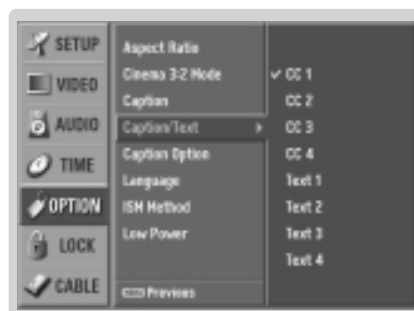 SETUP
VIDEO
AUDIO
TIME
OPTION
LOCK
CABLE
Aspect Ratio
Cinema 3:2 Mode
Caption
Caption/Text
Caption Option
Language
ISM Method
Low Power
Previous
✓ CC 1
CC 2
CC 3
CC 4
Text 1
Text 2
Text 3
Text 4